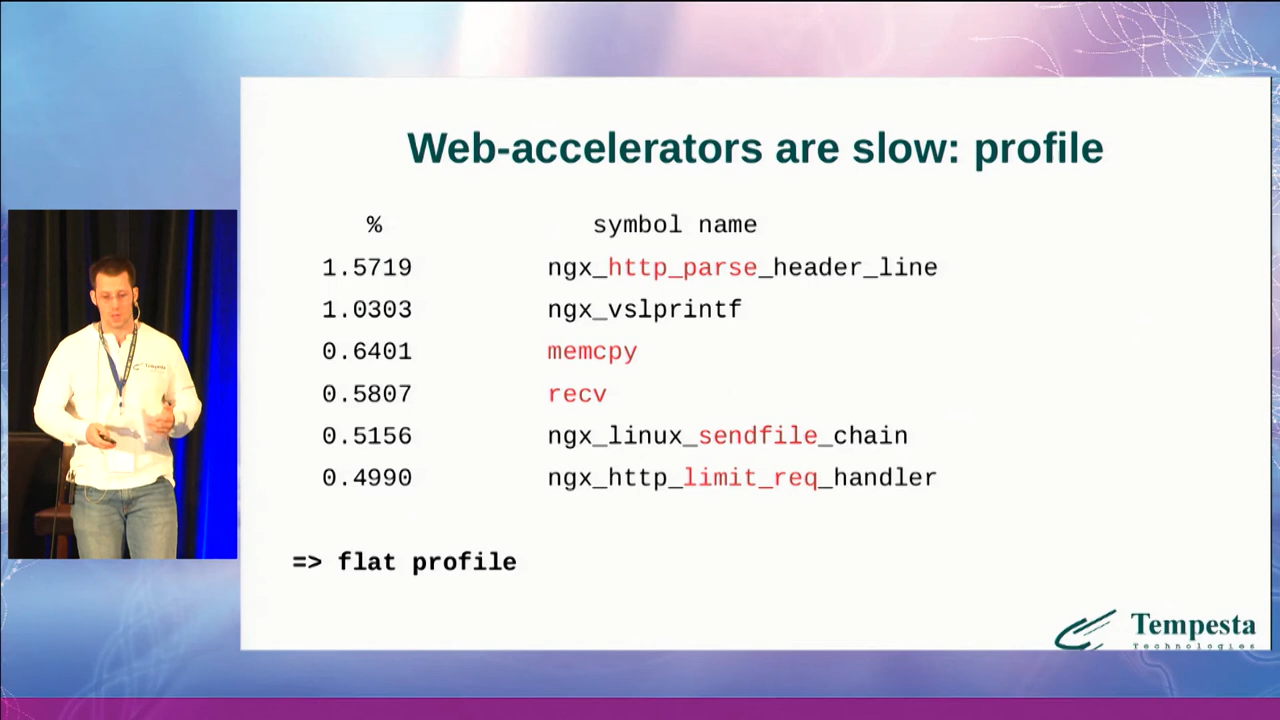 Web-accelerators are slow: profile
% symbol name
1.5719 ngx_http_parse_header_line
1.0303 ngx_vslprintf
0.6401 memcpy
0.5807 recv
0.5156 ngx_linux_sendfile_chain
0.4990 ngx_http_limit_req_handler
=> flat profile
Tempesta
Technologies
Tempesta